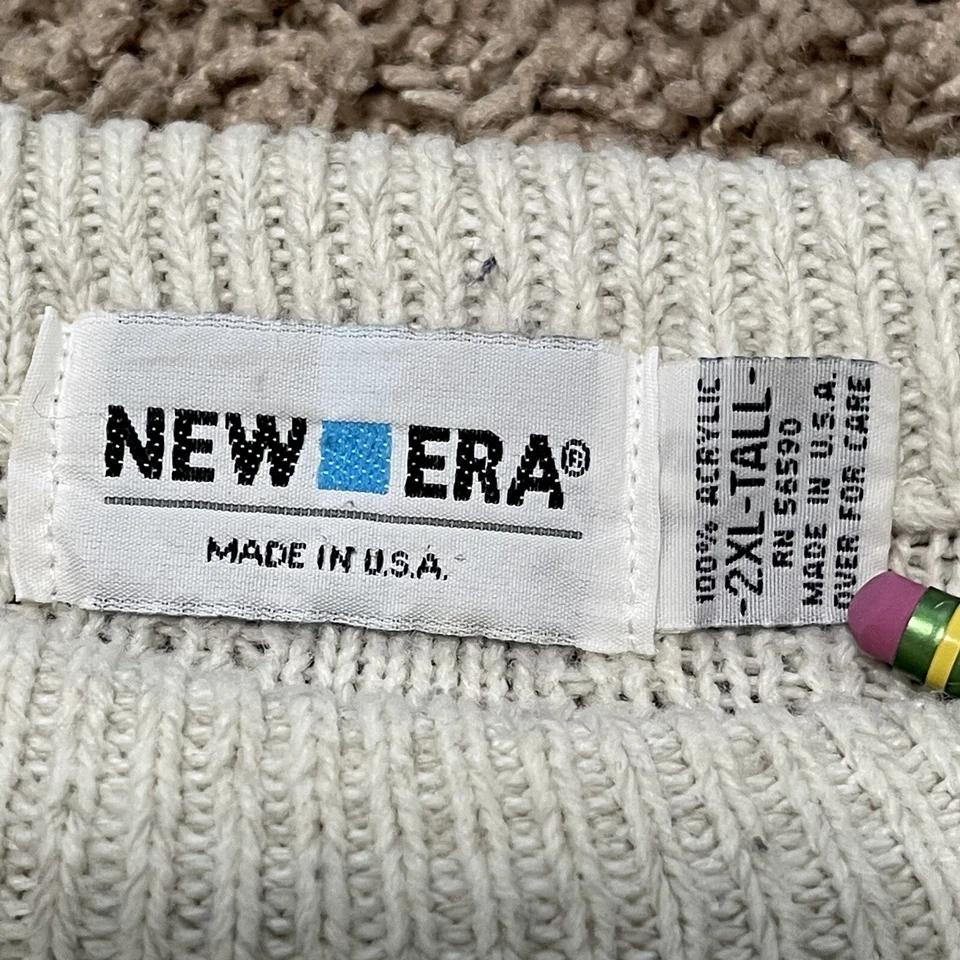 NEW ERA®
MADE IN U.S.A.
100% ACRYLIC
-2XL-TALL-
RN 56590
MADE IN U.S.A.
OVER FOR CARE